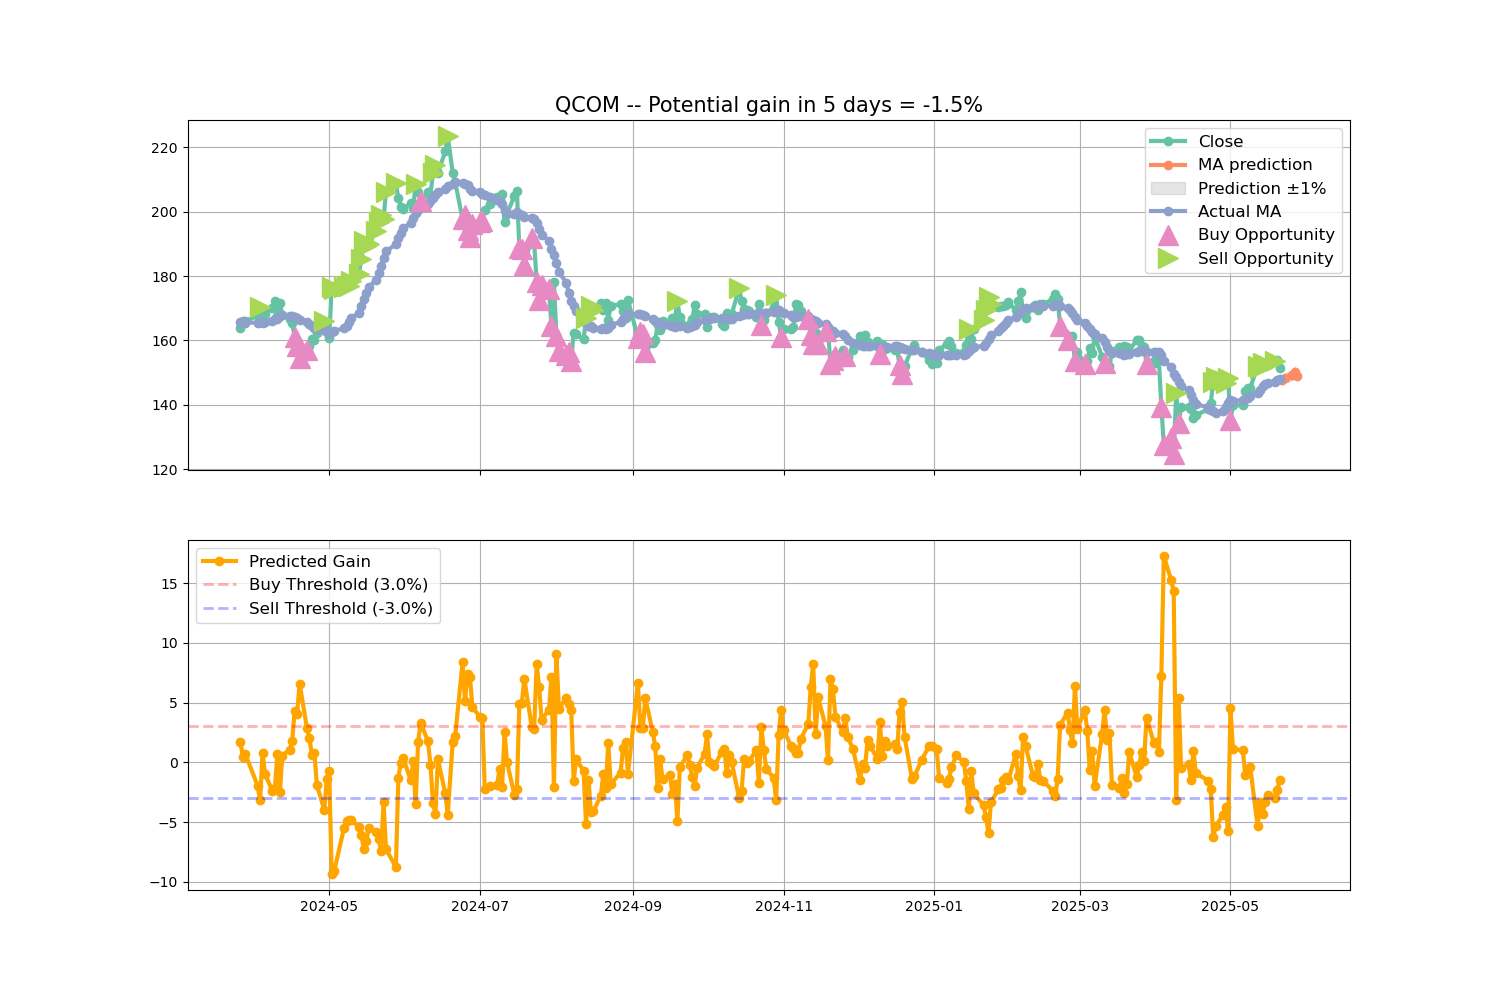 QCOM -- Potential gain in 5 days = -1.5%
220
200
180
160
140
120
Close
MA prediction
Prediction ±1%
Actual MA
Buy Opportunity
Sell Opportunity
15
10
5
0
−5
−10
Predicted Gain
Buy Threshold (3.0%)
Sell Threshold (-3.0%)
2024-05 2024-07 2024-09 2024-11 2025-01 2025-03 2025-05